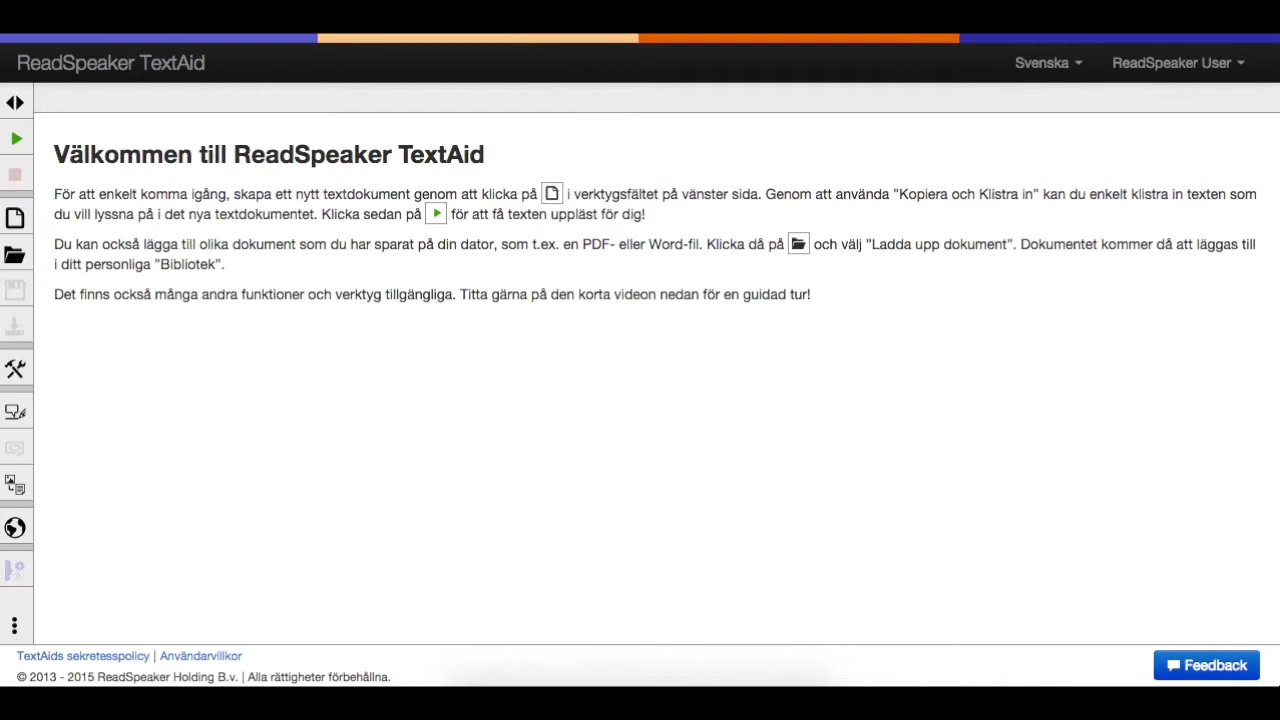 ReadSpeaker TextAid
Svenska
ReadSpeaker User
Välkommen till ReadSpeaker TextAid
För att enkelt komma igång, skapa ett nytt textdokument genom att klicka på i verktygsfältet på vänster sida. Genom att använda "Kopiera och Klistra in" kan du enkelt klistra in texten som
du vill lyssna på i det nya textdokumentet. Klicka sedan på för att få texten uppläst för dig!
Du kan också lägga till olika dokument som du har sparat på din dator, som t.ex. en PDF- eller Word-fil. Klicka då på och välj "Ladda upp dokument". Dokumentet kommer då att läggas till
i ditt personliga "Bibliotek".
Det finns också många andra funktioner och verktyg tillgängliga. Titta gärna på den korta videon nedan för en guidad tur!
TextAids sekretesspolicy | Användarvillkor
© 2013 - 2015 ReadSpeaker Holding B.v. | Alla rättigheter förbehållna.
Feedback